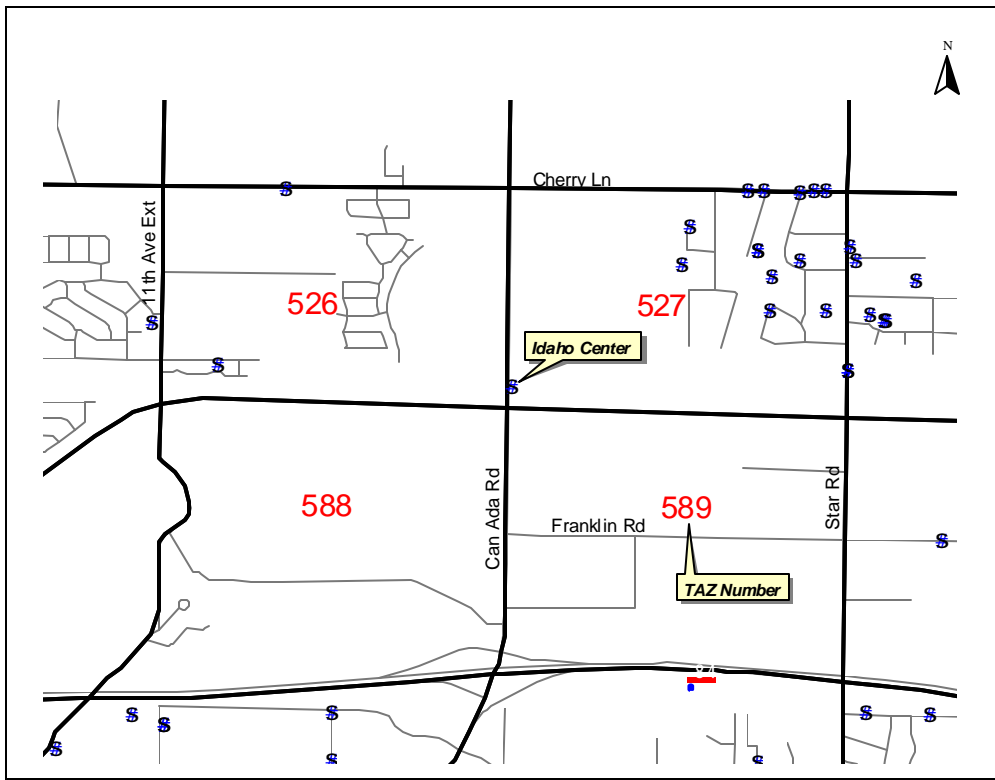 N
Cherry Ln
11th Ave Ext
526
527
Idaho Center
588
Can Ada Rd
589
Star Rd
Franklin Rd
TAZ Number